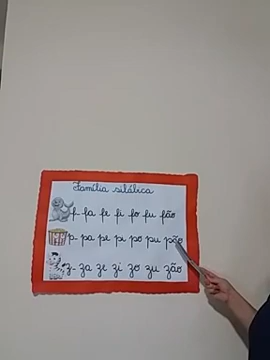 Família silábica
f- fa fe fi fo fu fão
p- pa pe pi po pu pão
z- za ze zi zo zu zão